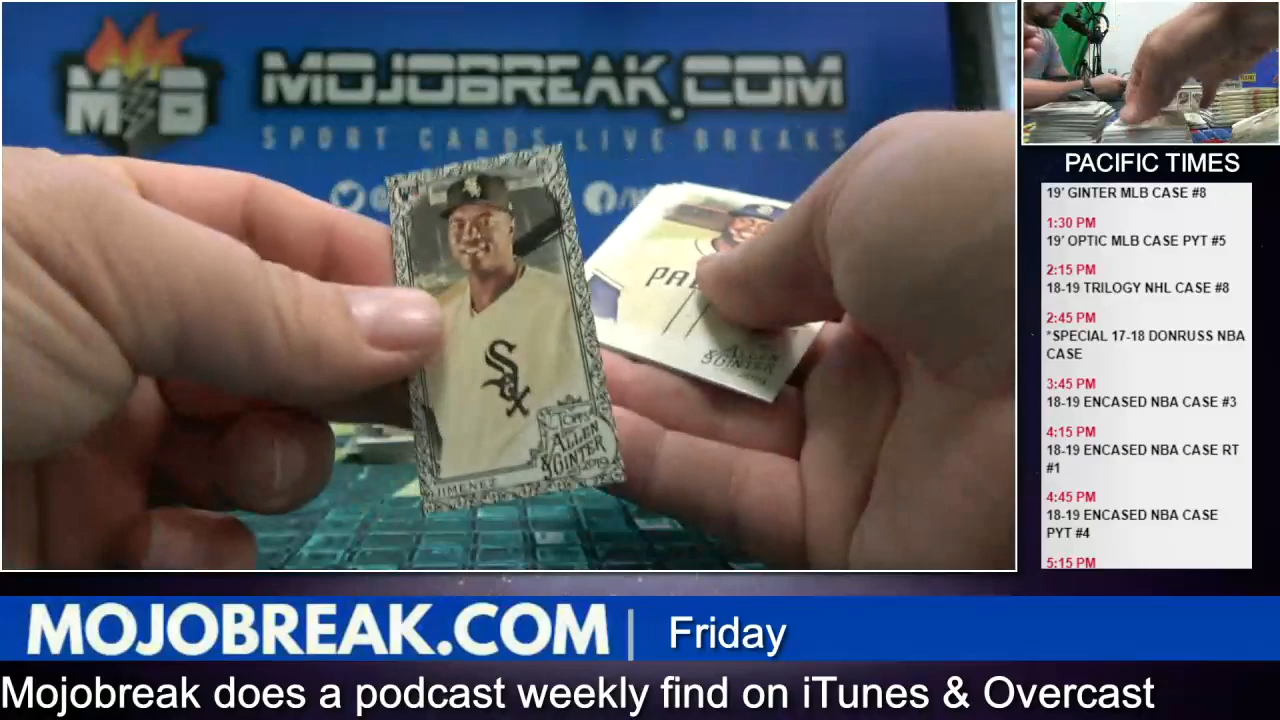 M B
MOJOBREAK.COM
SPORT CARDS LIVE BREAKS
JIMENEZ
TOPPS
ALLEN
& GINTER
2019
Sox
PA
ALLEN
& GINTER
PACIFIC TIMES
19' GINTER MLB CASE #8
1:30 PM
19' OPTIC MLB CASE PYT #5
2:15 PM
18-19 TRILOGY NHL CASE #8
2:45 PM
*SPECIAL 17-18 DONRUSS NBA
CASE
3:45 PM
18-19 ENCASED NBA CASE #3
4:15 PM
18-19 ENCASED NBA CASE RT
#1
4:45 PM
18-19 ENCASED NBA CASE
PYT #4
5:15 PM
MOJOBREAK.COM | Friday
Mojobreak does a podcast weekly find on iTunes & Overcast